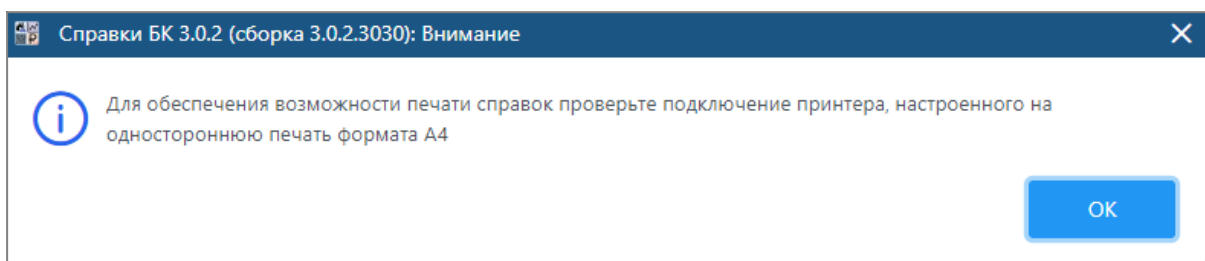 Справки БК 3.0.2 (сборка 3.0.2.3030): Внимание
Для обеспечения возможности печати справок проверьте подключение принтера, настроенного на
одностороннюю печать формата А4
ОК